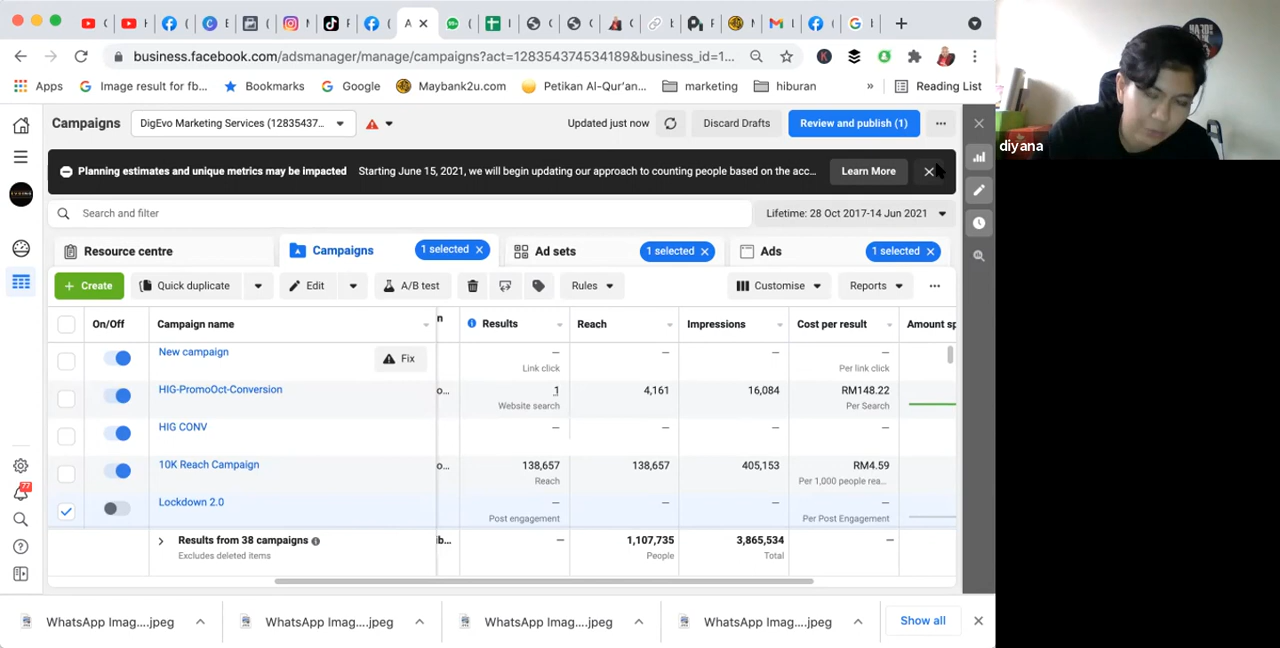 business.facebook.com/adsmanager/manage/campaigns?act=128354374534189&business_id=1...
Apps Image result for fb... Bookmarks Google Maybank2u.com Petikan Al-Qur'an... marketing hiburan » Reading List
Campaigns DigEvo Marketing Services (12835437... Updated just now Discard Drafts Review and publish (1)
diyana
Planning estimates and unique metrics may be impacted Starting June 15, 2021, we will begin updating our approach to counting people based on the acc... Learn More
Search and filter Lifetime: 28 Oct 2017-14 Jun 2021
Resource centre Campaigns 1 selected Ad sets 1 selected Ads 1 selected
+ Create Quick duplicate Edit A/B test Rules Customise Reports
On/Off Campaign name n Results Reach Impressions Cost per result Amount sp
New campaign Fix — — — —
Link click Per link click
HIG-PromoOct-Conversion o... 1 4,161 16,084 RM148.22
Website search Per Search
HIG CONV — — — —
10K Reach Campaign o... 138,657 138,657 405,153 RM4.59
Reach Per 1,000 people rea...
Lockdown 2.0 — — — —
Post engagement Per Post Engagement
Results from 38 campaigns ib... — 1,107,735 3,865,534 —
Excludes deleted items People Total
77
WhatsApp Imag....jpeg WhatsApp Imag....jpeg WhatsApp Imag....jpeg WhatsApp Imag....jpeg Show all